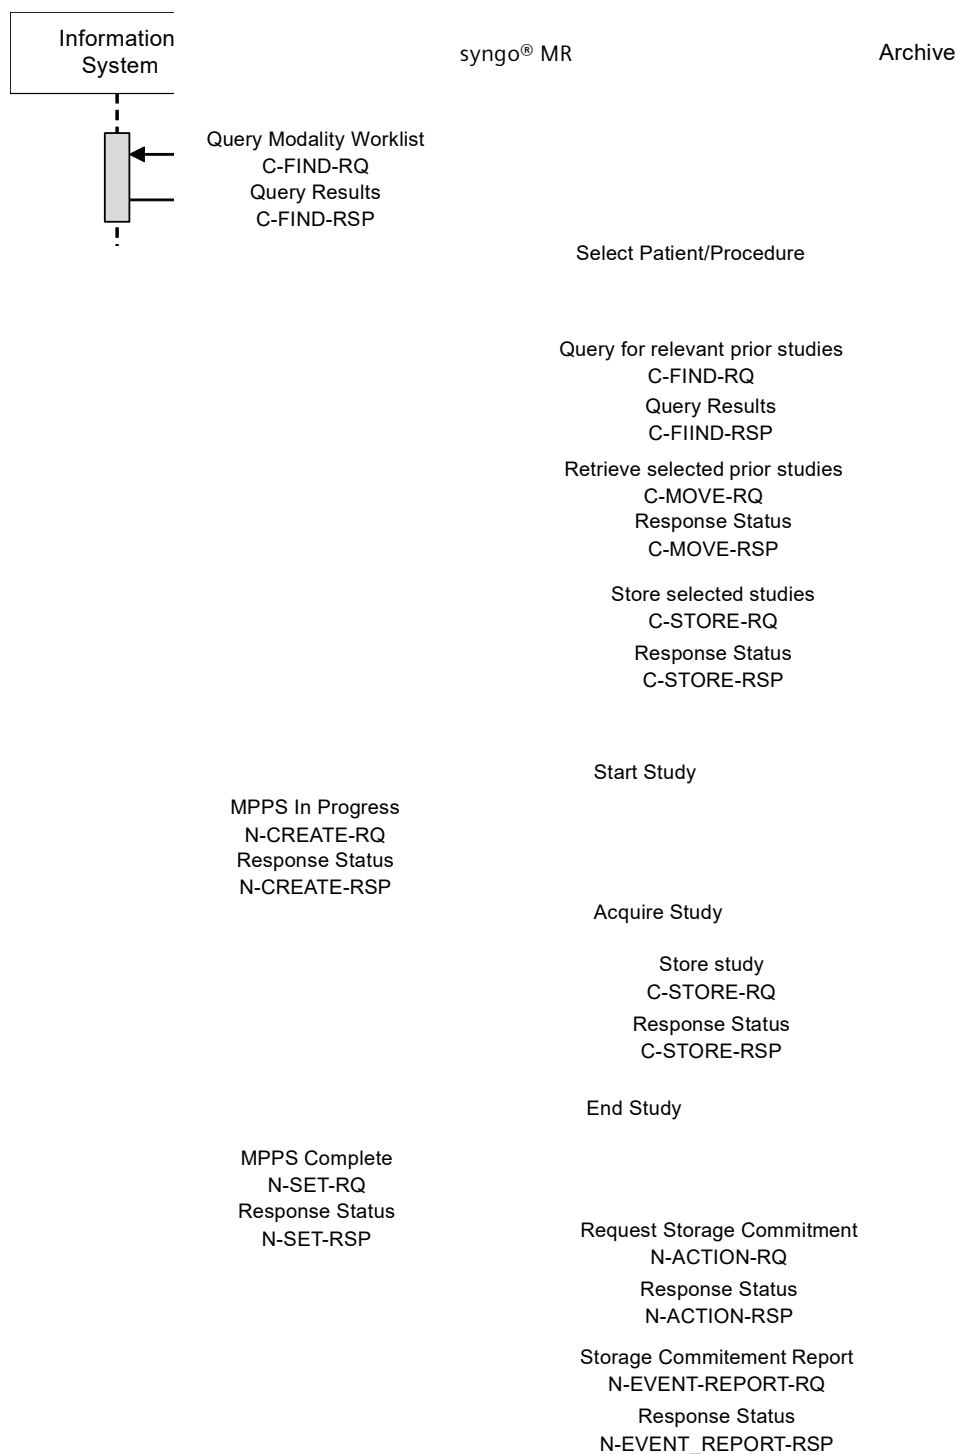 Information
System
syngo® MR
Archive
Query Modality Worklist
C-FIND-RQ
Query Results
C-FIND-RSP
Select Patient/Procedure
Query for relevant prior studies
C-FIND-RQ
Query Results
C-FIIND-RSP
Retrieve selected prior studies
C-MOVE-RQ
Response Status
C-MOVE-RSP
Store selected studies
C-STORE-RQ
Response Status
C-STORE-RSP
Start Study
MPPS In Progress
N-CREATE-RQ
Response Status
N-CREATE-RSP
Acquire Study
Store study
C-STORE-RQ
Response Status
C-STORE-RSP
End Study
MPPS Complete
N-SET-RQ
Response Status
N-SET-RSP
Request Storage Commitment
N-ACTION-RQ
Response Status
N-ACTION-RSP
Storage Commitement Report
N-EVENT-REPORT-RQ
Response Status
N-EVENT_REPORT-RSP